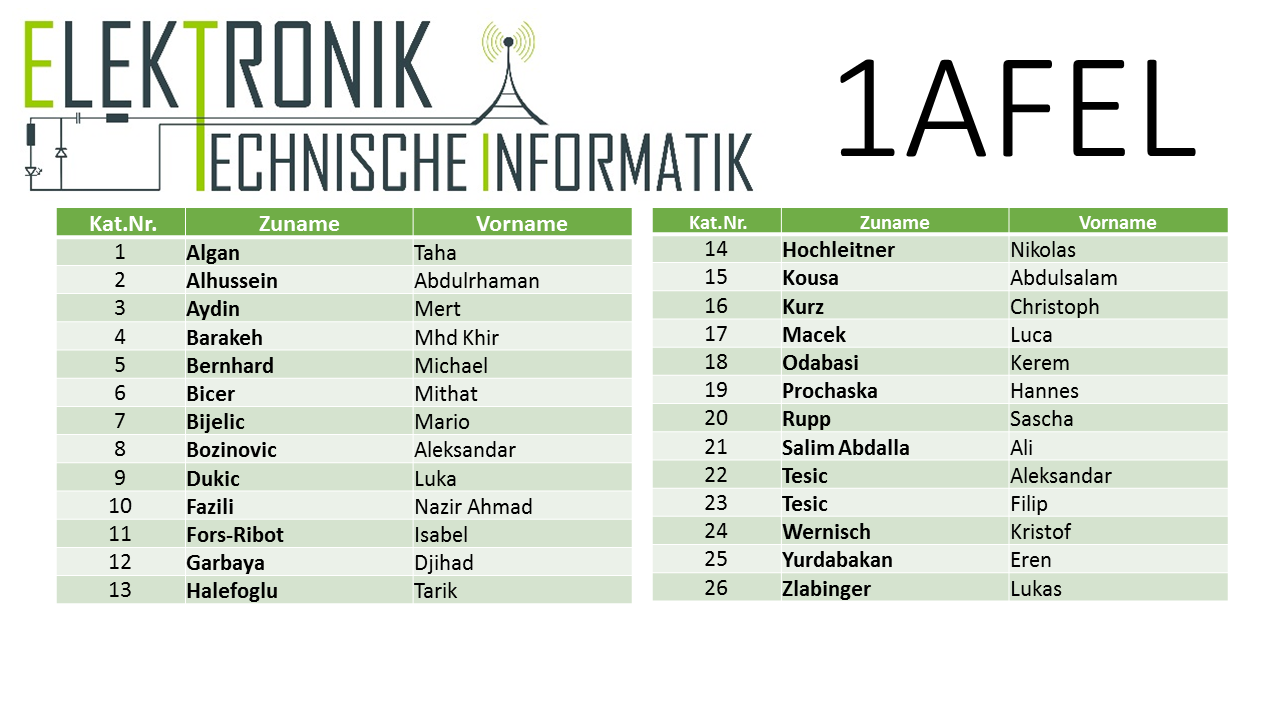 ELEKTRONIK
TECHNISCHE INFORMATIK
1AFEL
Kat.Nr. Zuname Vorname
1 Algan Taha
2 Alhussein Abdulrhaman
3 Aydin Mert
4 Barakeh Mhd Khir
5 Bernhard Michael
6 Bicer Mithat
7 Bijelic Mario
8 Bozinovic Aleksandar
9 Dukic Luka
10 Fazili Nazir Ahmad
11 Fors-Ribot Isabel
12 Garbaya Djihad
13 Halefoglu Tarik
Kat.Nr. Zuname Vorname
14 Hochleitner Nikolas
15 Kousa Abdulsalam
16 Kurz Christoph
17 Macek Luca
18 Odabasi Kerem
19 Prochaska Hannes
20 Rupp Sascha
21 Salim Abdalla Ali
22 Tesic Aleksandar
23 Tesic Filip
24 Wernisch Kristof
25 Yurdabakan Eren
26 Zlabinger Lukas